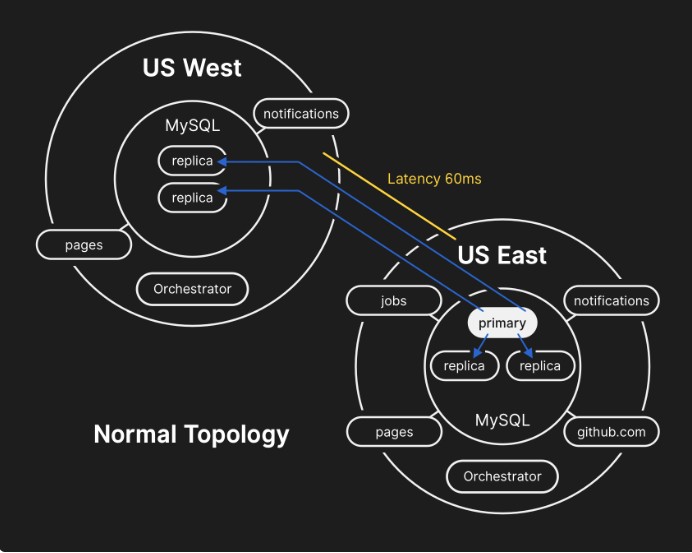 US West
notifications
MySQL
replica
replica
pages
Orchestrator
Latency 60ms
US East
jobs
notifications
primary
replica
replica
MySQL
pages
github.com
Orchestrator
Normal Topology